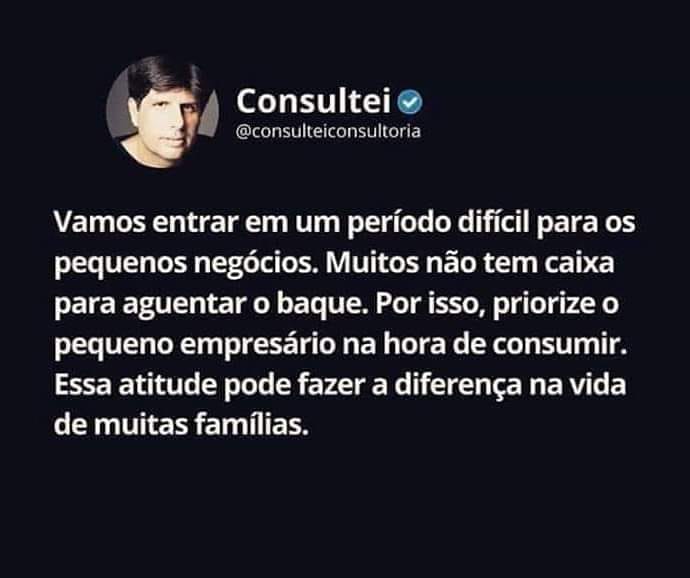 Consultei
@consulteiconsultoria
Vamos entrar em um período difícil para os
pequenos negócios. Muitos não tem caixa
para aguentar o baque. Por isso, priorize o
pequeno empresário na hora de consumir.
Essa atitude pode fazer a diferença na vida
de muitas famílias.